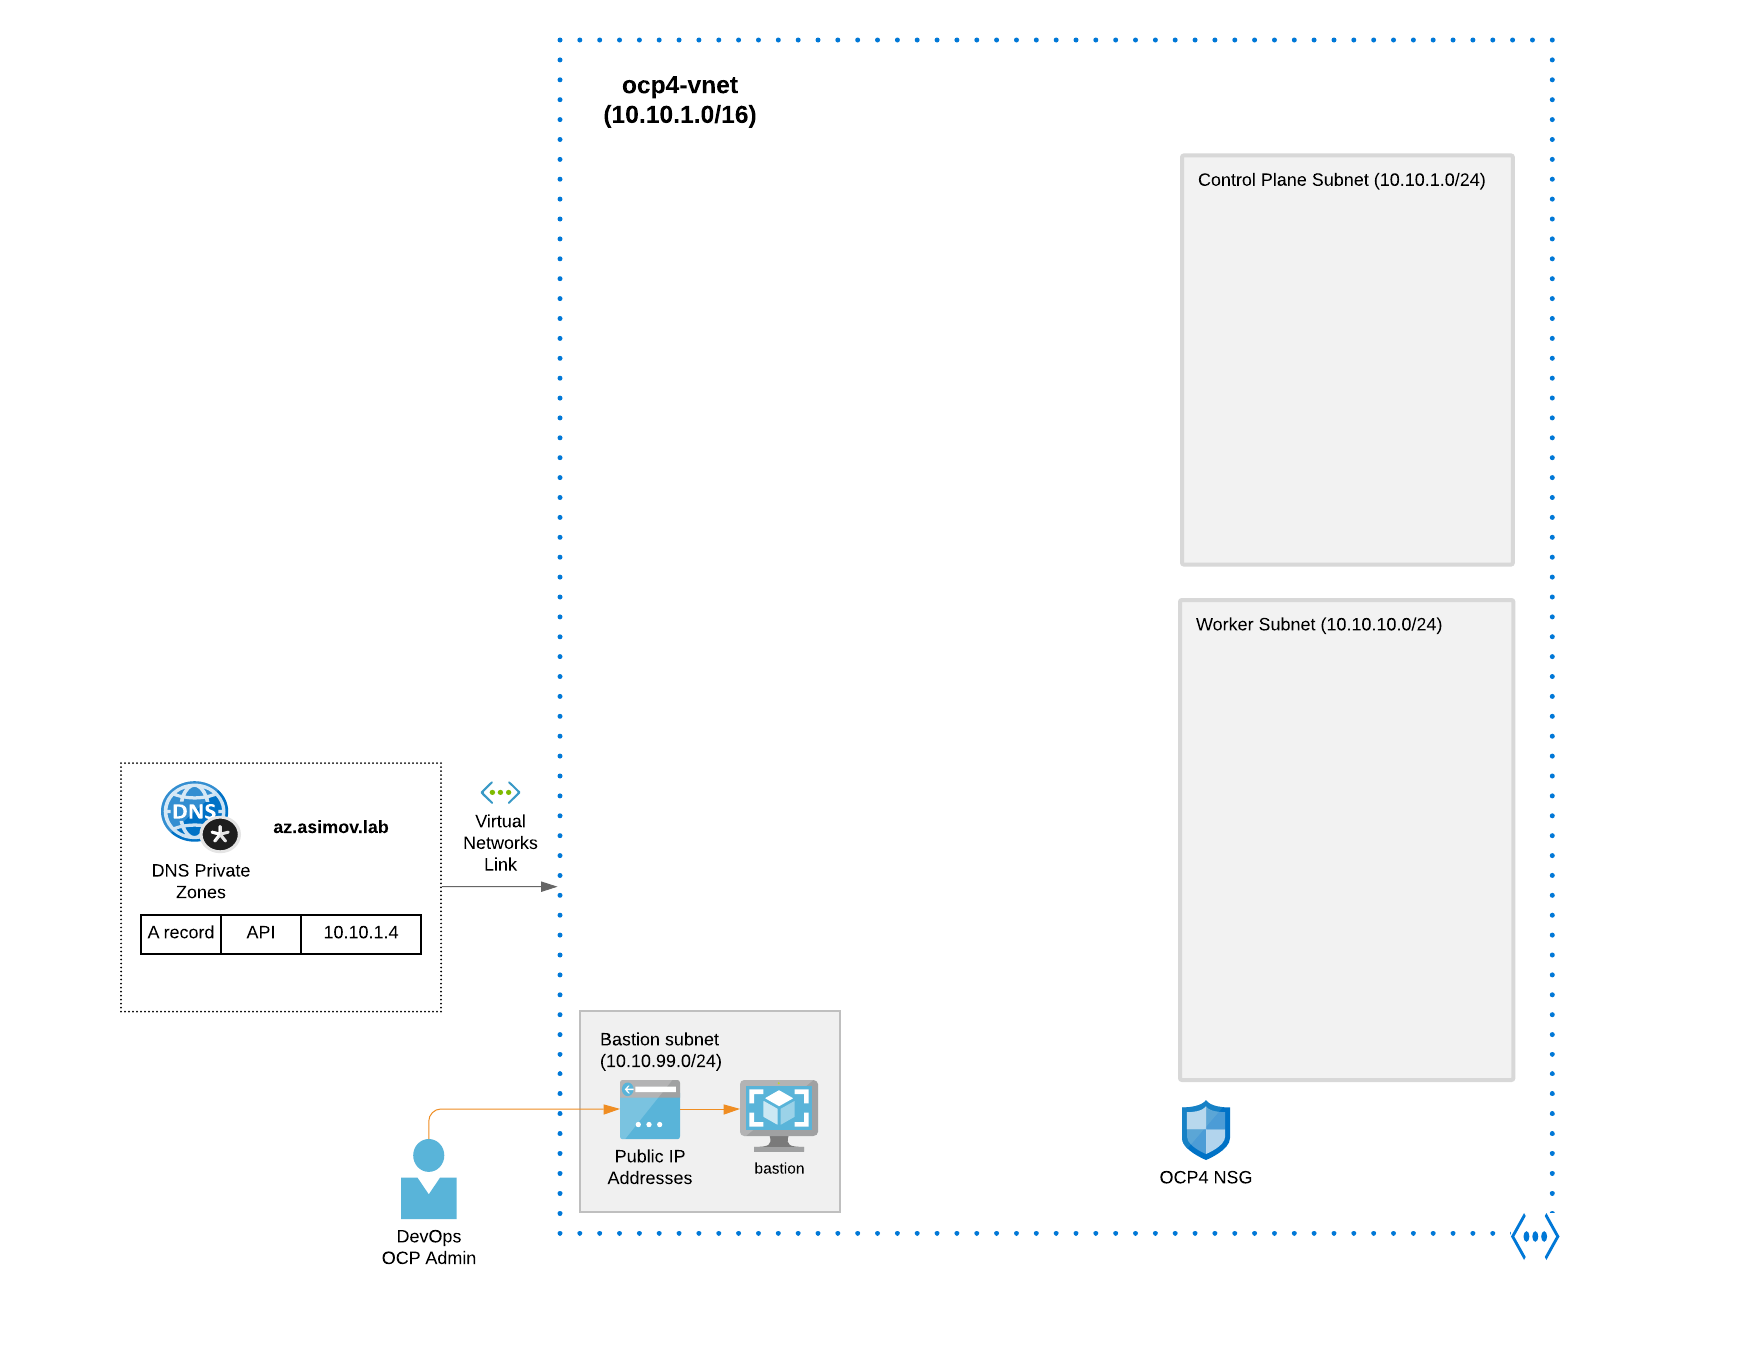 ocp4-vnet
(10.10.1.0/16)
Control Plane Subnet (10.10.1.0/24)
Worker Subnet (10.10.10.0/24)
DNS
az.asimov.lab
DNS Private
Zones
A record API 10.10.1.4
Virtual
Networks
Link
Bastion subnet
(10.10.99.0/24)
Public IP
Addresses
bastion
OCP4 NSG
DevOps
OCP Admin